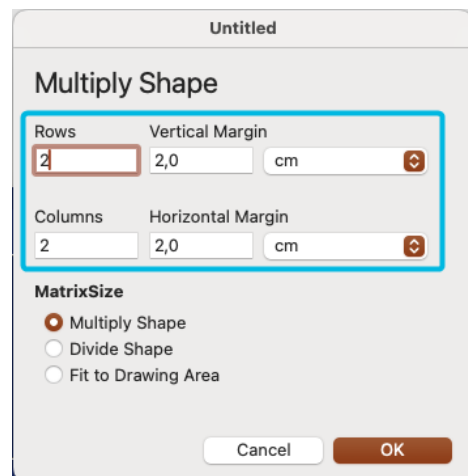 Untitled
Multiply Shape
Rows Vertical Margin
2 2,0 cm
Columns Horizontal Margin
2 2,0 cm
MatrixSize
Multiply Shape
Divide Shape
Fit to Drawing Area
Cancel OK